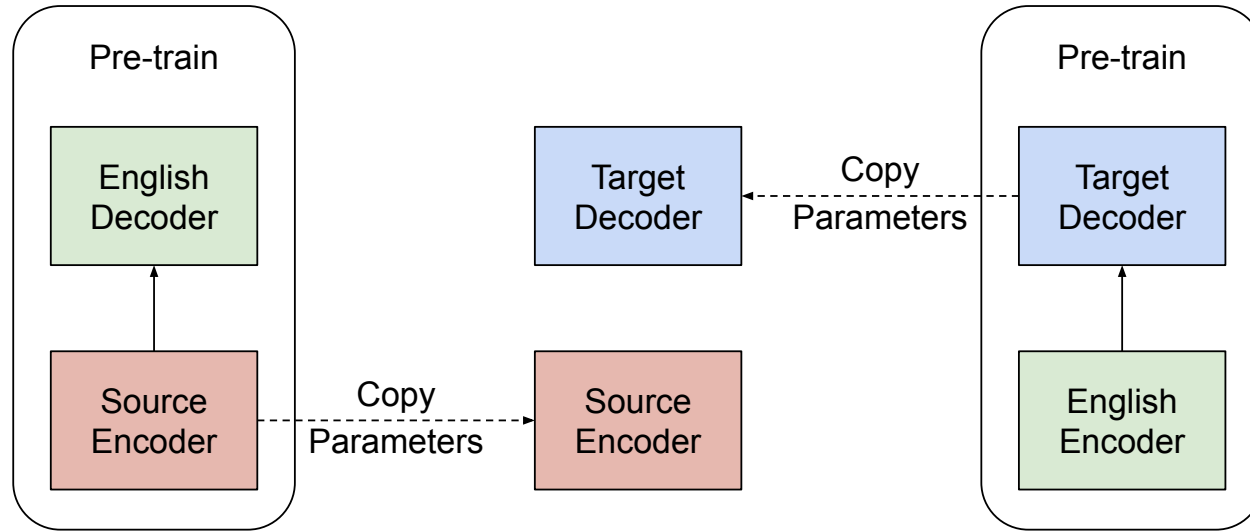 Pre-train
English
Decoder
Source
Encoder
Copy
Parameters
Target
Decoder
Source
Encoder
Copy
Parameters
Pre-train
Target
Decoder
English
Encoder